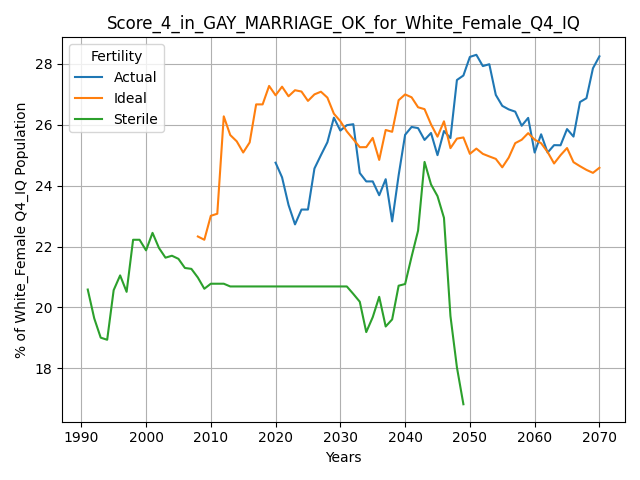 Score_4_in_GAY_MARRIAGE_OK_for_White_Female_Q4_IQ
Fertility
Actual
Ideal
Sterile
% of White_Female Q4_IQ Population
28
26
24
22
20
18
1990 2000 2010 2020 2030 2040 2050 2060 2070
Years